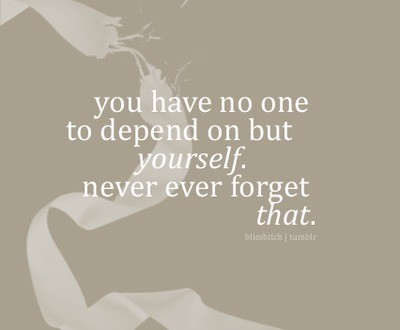 you have no one
to depend on but
yourself.
never ever forget
that.
blissbitch | tumblr